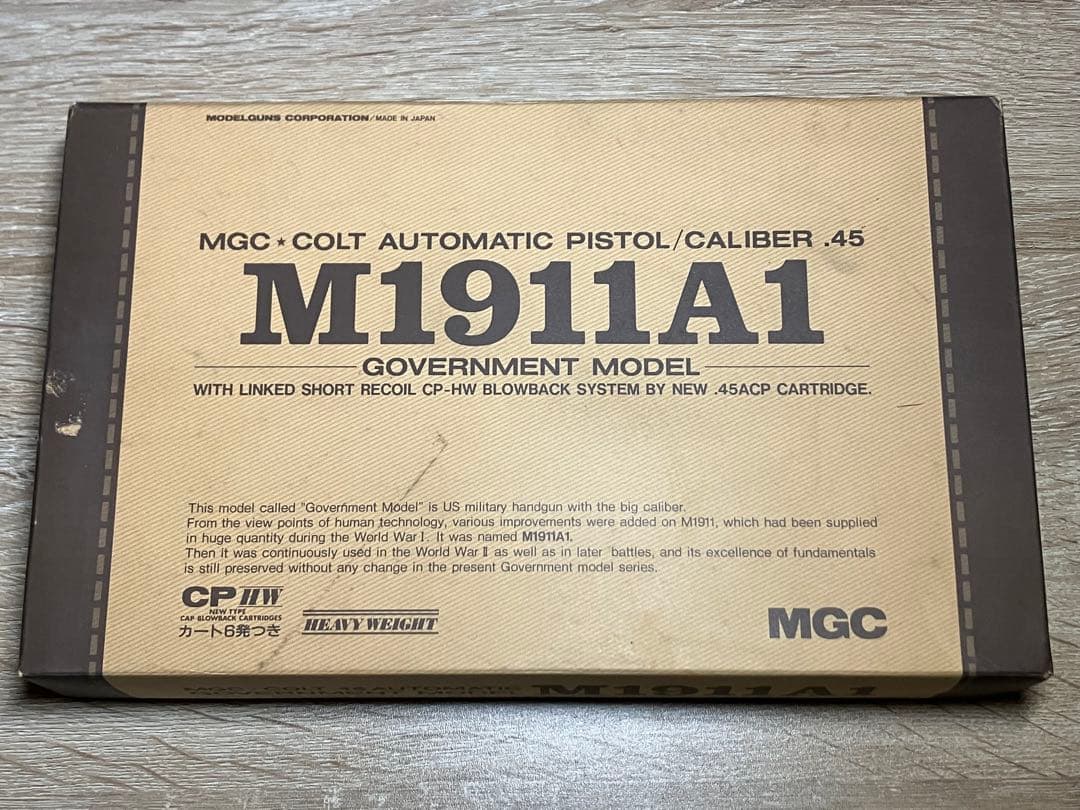 MODELGUNS CORPORATION/MADE IN JAPAN
MGC★COLT AUTOMATIC PISTOL/CALIBER .45
M1911A1
GOVERNMENT MODEL
WITH LINKED SHORT RECOIL CP-HW BLOWBACK SYSTEM BY NEW .45ACP CARTRIDGE.
This model called "Government Model" is US military handgun with the big caliber.
From the view points of human technology, various improvements were added on M1911, which had been supplied
in huge quantity during the World War I. It was named M1911A1.
Then it was continuously used in the World War II as well as in later battles, and its excellence of fundamentals
is still preserved without any change in the present Government model series.
CP HW
NEW TYPE
CAP BLOWBACK CARTRIDGES
カート6発つき
HEAVY WEIGHT
MGC
MGC★COLT .45 AUTOMATIC
GOVERNMENT MODEL
M1911A1